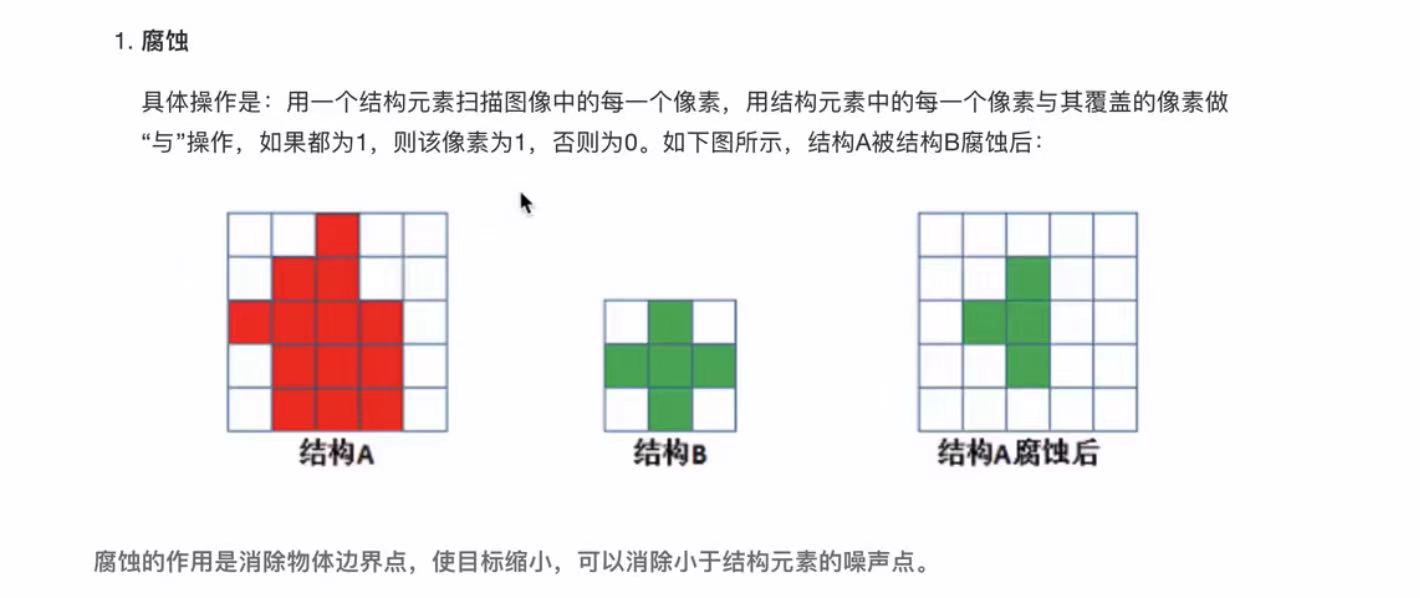 1. 腐蚀
具体操作是：用一个结构元素扫描图像中的每一个像素，用结构元素中的每一个像素与其覆盖的像素做
“与”操作，如果都为1，则该像素为1，否则为0。如下图所示，结构A被结构B腐蚀后：
结构A
结构B
结构A腐蚀后
腐蚀的作用是消除物体边界点，使目标缩小，可以消除小于结构元素的噪声点。